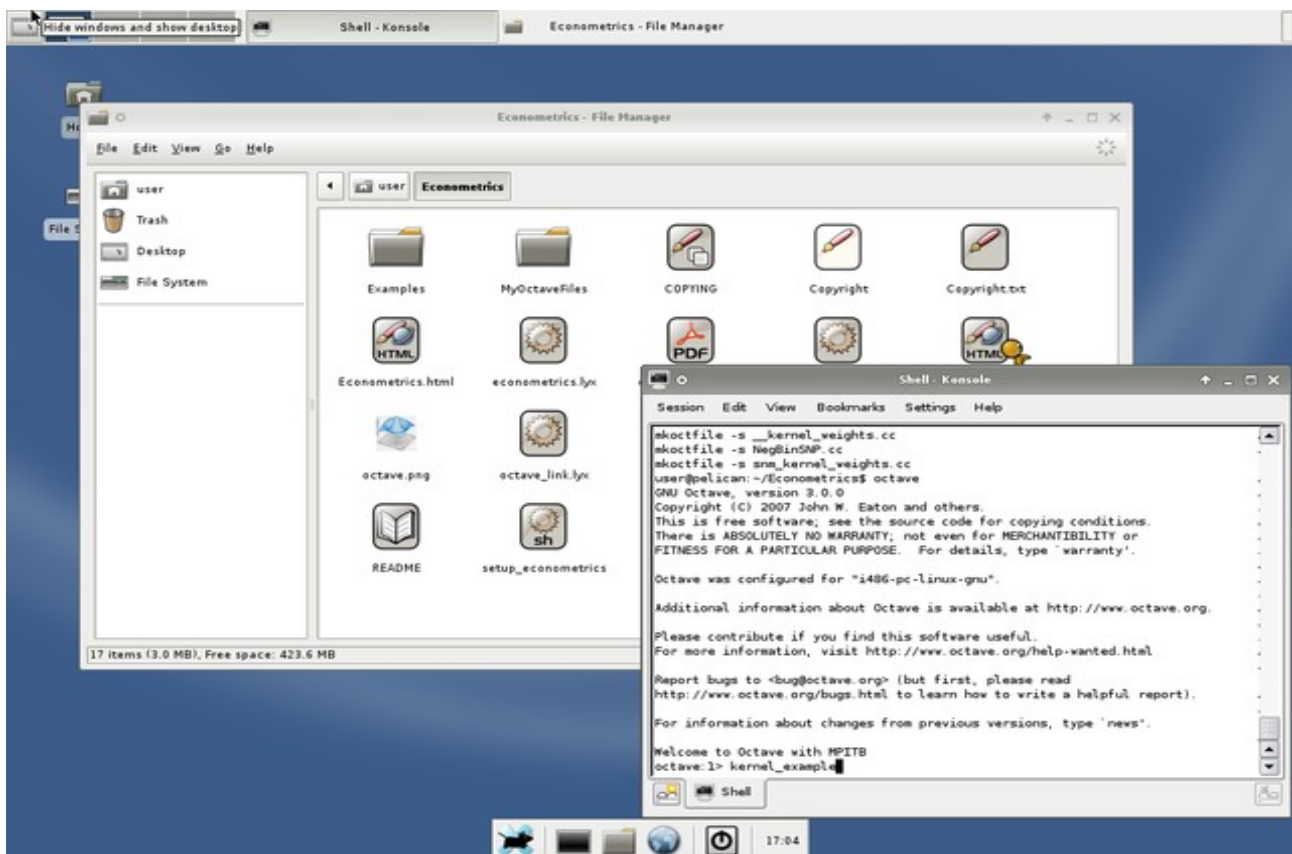 Hide windows and show desktop
Shell - Konsole
Econometrics - File Manager
Econometrics - File Manager
File Edit View Go Help
user
Trash
Desktop
File System
user
Econometrics
Examples
MyOctaveFiles
COPYING
Copyright
Copyright.txt
HTML
PDF
HTML
Econometrics.html
econometrics.lyx
octave.png
octave_link.lyx
README
sh
setup_econometrics
17 items (3.0 MB), Free space: 423.6 MB
Shell - Konsole
Session Edit View Bookmarks Settings Help
mkoctfile -s __kernel_weights.cc
mkoctfile -s NegBinSNP.cc
mkoctfile -s snm_kernel_weights.cc
user@pelican:~/Econometrics$ octave
GNU Octave, version 3.0.0
Copyright (C) 2007 John W. Eaton and others.
This is free software; see the source code for copying conditions.
There is ABSOLUTELY NO WARRANTY; not even for MERCHANTIBILITY or
FITNESS FOR A PARTICULAR PURPOSE. For details, type `warranty'.
Octave was configured for "i486-pc-linux-gnu".
Additional information about Octave is available at http://www.octave.org.
Please contribute if you find this software useful.
For more information, visit http://www.octave.org/help-wanted.html
Report bugs to <bug@octave.org> (but first, please read
http://www.octave.org/bugs.html to learn how to write a helpful report).
For information about changes from previous versions, type `news'.
Welcome to Octave with MPITB
octave:1> kernel_example
Shell
17:04